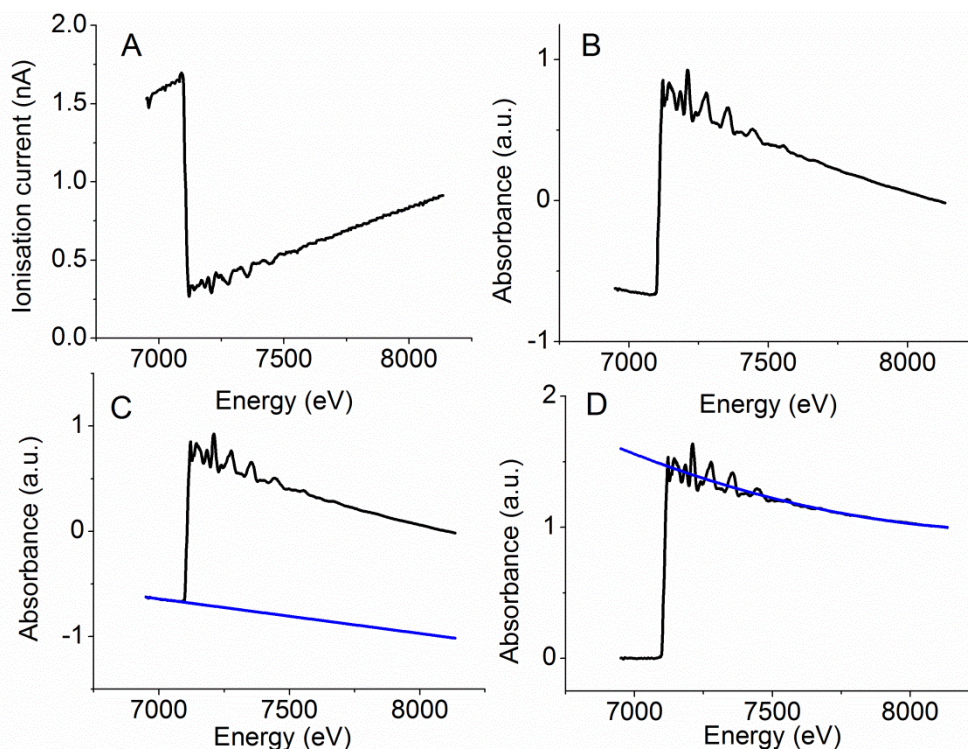 A
Ionisation current (nA)
2.0
1.5
1.0
0.5
0.0
7000 7500 8000
Energy (eV)
B
Absorbance (a.u.)
1
0
-1
7000 7500 8000
Energy (eV)
C
Absorbance (a.u.)
1
0
-1
7000 7500 8000
Energy (eV)
D
Absorbance (a.u.)
2
1
0
7000 7500 8000
Energy (eV)